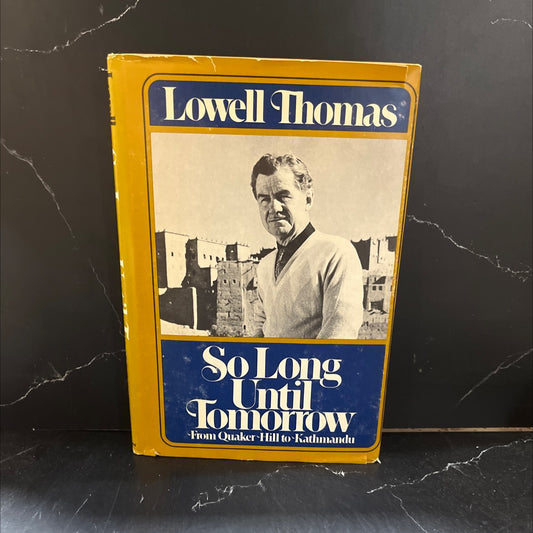 Lowell Thomas
So Long
Until
Tomorrow
·From Quaker·Hill to·Kathmandu